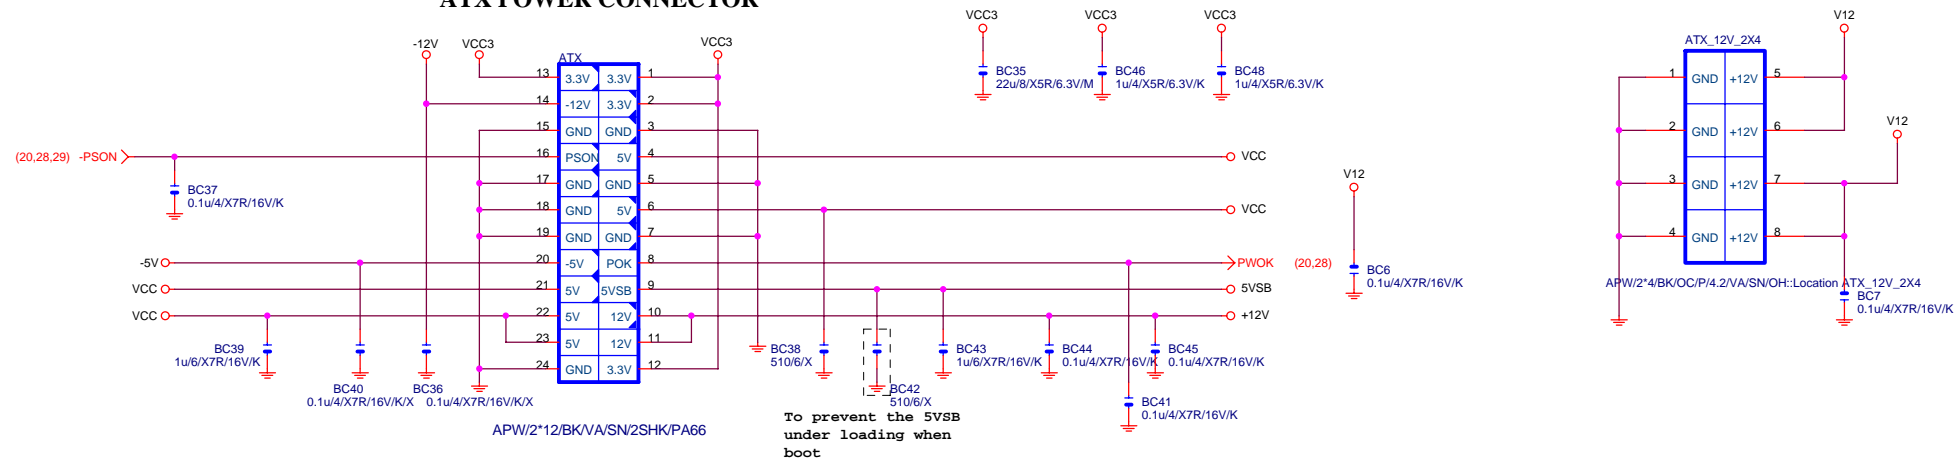 ATX POWER CONNECTOR
-12V
VCC3
VCC3
ATX
13 3.3V 3.3V 1
14 -12V 3.3V 2
15 GND GND 3
16 PSON 5V 4
17 GND GND 5
18 GND 5V 6
19 GND GND 7
20 -5V POK 8
21 5V 5VSB 9
22 5V 12V 10
23 5V 12V 11
24 GND 3.3V 12
APW/2*12/BK/VA/SN/2SHK/PA66
(20,28,29) -PSON
BC37
0.1u/4/X7R/16V/K
-5V
VCC
VCC
BC39
1u/6/X7R/16V/K
BC40
0.1u/4/X7R/16V/K/X
BC36
0.1u/4/X7R/16V/K/X
VCC
VCC
PWOK (20,28)
5VSB
+12V
BC38
510/6/X
BC42
510/6/X
To prevent the 5VSB
under loading when
boot
BC43
1u/6/X7R/16V/K
BC44
0.1u/4/X7R/16V/K
BC45
0.1u/4/X7R/16V/K
BC41
0.1u/4/X7R/16V/K
VCC3
BC35
22u/8/X5R/6.3V/M
VCC3
BC46
1u/4/X5R/6.3V/K
VCC3
BC48
1u/4/X5R/6.3V/K
V12
BC6
0.1u/4/X7R/16V/K
V12
ATX_12V_2X4
1 GND +12V 5
2 GND +12V 6
3 GND +12V 7
4 GND +12V 8
V12
APW/2*4/BK/OC/P/4.2/VA/SN/OH::Location ATX_12V_2X4
BC7
0.1u/4/X7R/16V/K